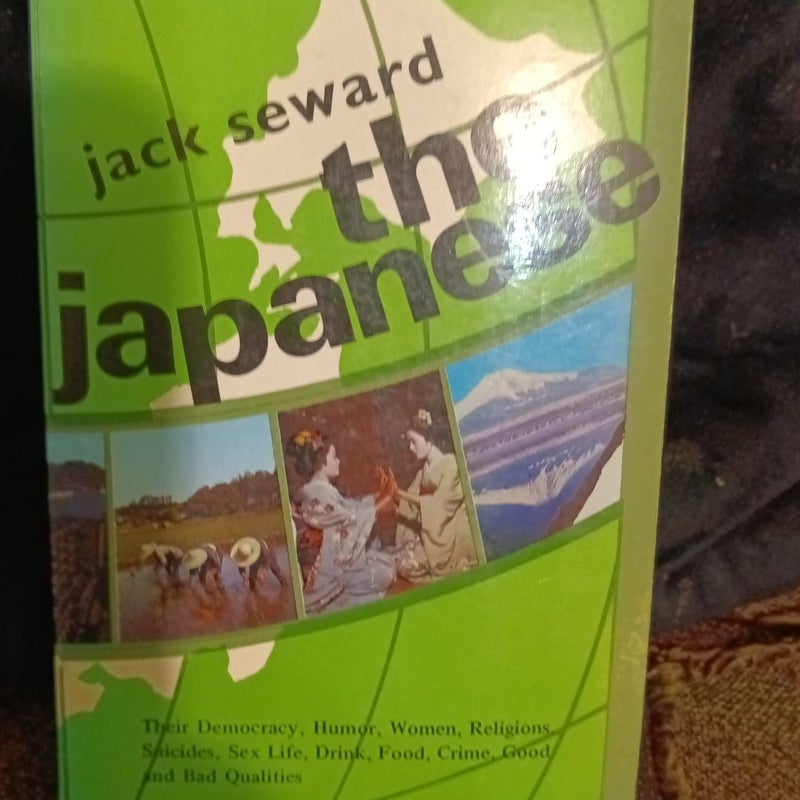 jack seward
the
japanese
Their Democracy, Humor, Women, Religions,
Suicides, Sex Life, Drink, Food, Crime, Good
and Bad Qualities